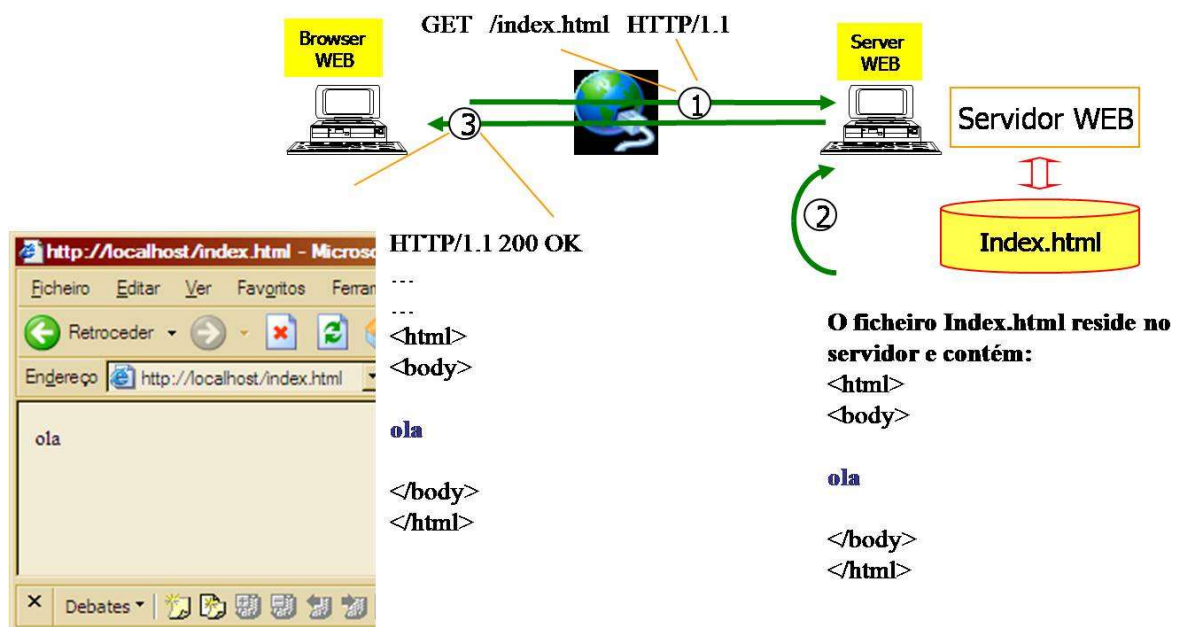 GET /index.html HTTP/1.1
Browser
WEB
Server
WEB
1
3
Servidor WEB
2
Index.html
http://localhost/index.html - Microso
Ficheiro Editar Ver Favoritos Ferran
Retroceder
Endereço http://localhost/index.html
ola
Debates
HTTP/1.1 200 OK
...
...
<html>
<body>
ola
</body>
</html>
O ficheiro Index.html reside no
servidor e contém:
<html>
<body>
ola
</body>
</html>